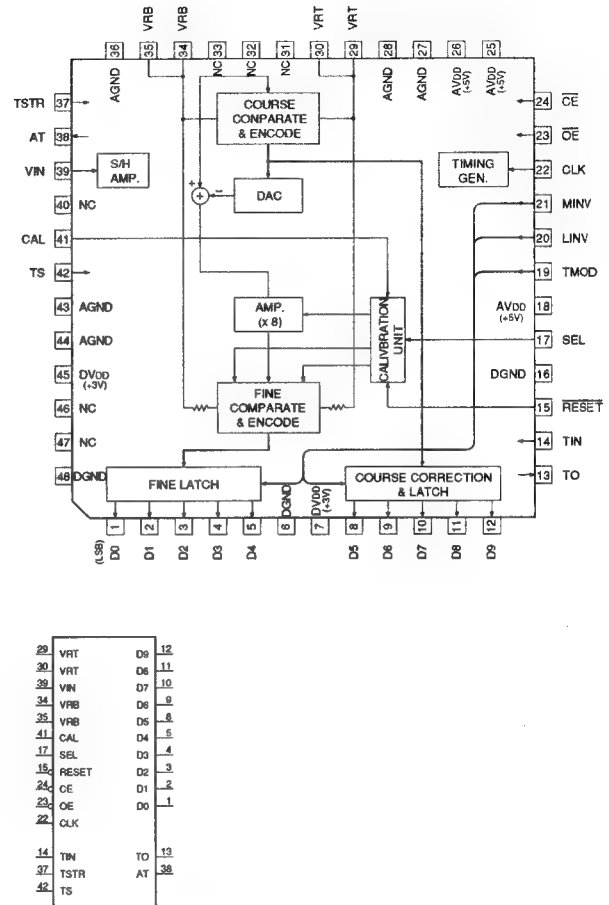 VRB VRB VRT VRT
36 35 34 33 32 31 30 29 28 27 26 25
AGND NC NC NC AGND AGND AVDD (+5V) AVDD (+5V)
TSTR 37
AT 38
VIN 39
40 NC
CAL 41
TS 42
43 AGND
44 AGND
45 DVDD (+3V)
46 NC
47 NC
48 DGND
COURSE
CONPARATE
& ENCODE
S/H
AMP.
DAC
+ −
+
TIMING
GEN.
AMP.
(x 8)
CALIVBRATION
UNIT
FINE
COMPARATE
& ENCODE
FINE LATCH
COURSE CORRECTION
& LATCH
24 CE
23 OE
22 CLK
21 MINV
20 LINV
19 TMOD
AVDD (+5V) 18
17 SEL
DGND 16
15 RESET
14 TIN
13 TO
DGND DVDD (+3V)
1 2 3 4 5 6 7 8 9 10 11 12
(LSB) D0 D1 D2 D3 D4 D5 D6 D7 D8 D9
29 VRT D9 12
30 VRT D8 11
39 VIN D7 10
34 VRB D6 9
35 VRB D5 8
41 CAL D4 5
17 SEL D3 4
15 RESET D2 3
24 CE D1 2
23 OE D0 1
22 CLK
14 TIN TO 13
37 TSTR AT 38
42 TS